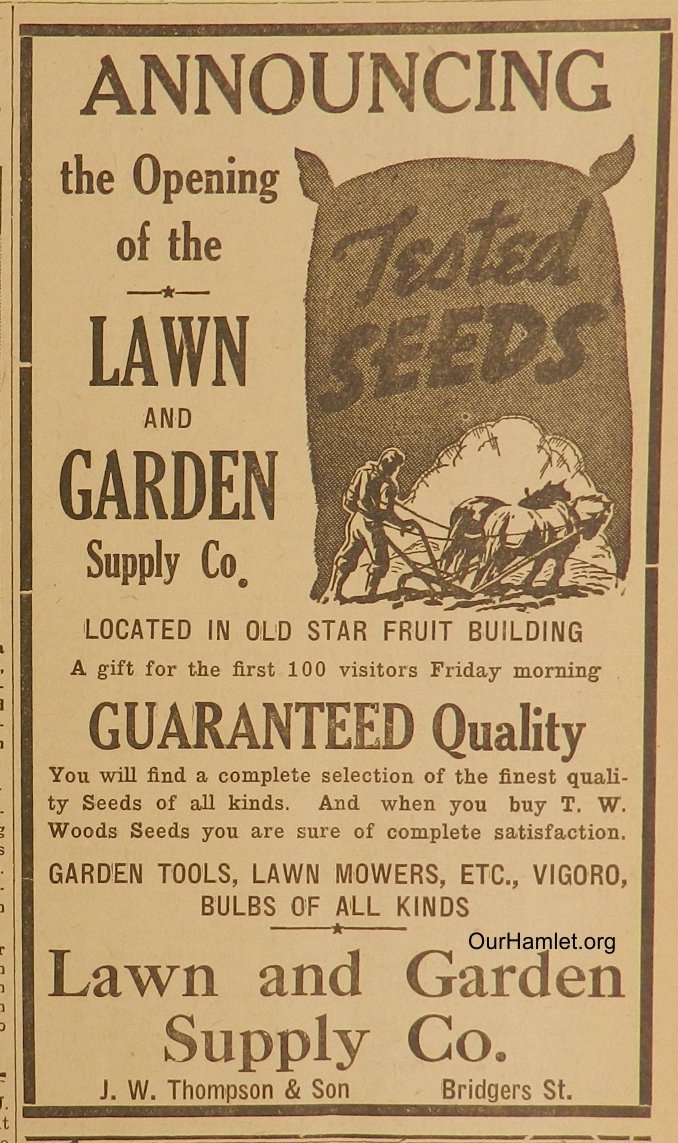 ANNOUNCING
the Opening
of the
LAWN
AND
GARDEN
Supply Co.
Tested
SEEDS
LOCATED IN OLD STAR FRUIT BUILDING
A gift for the first 100 visitors Friday morning
GUARANTEED Quality
You will find a complete selection of the finest quali-
ty Seeds of all kinds. And when you buy T. W.
Woods Seeds you are sure of complete satisfaction.
GARDEN TOOLS, LAWN MOWERS, ETC., VIGORO,
BULBS OF ALL KINDS
OurHamlet.org
Lawn and Garden
Supply Co.
J. W. Thompson & Son Bridgers St.